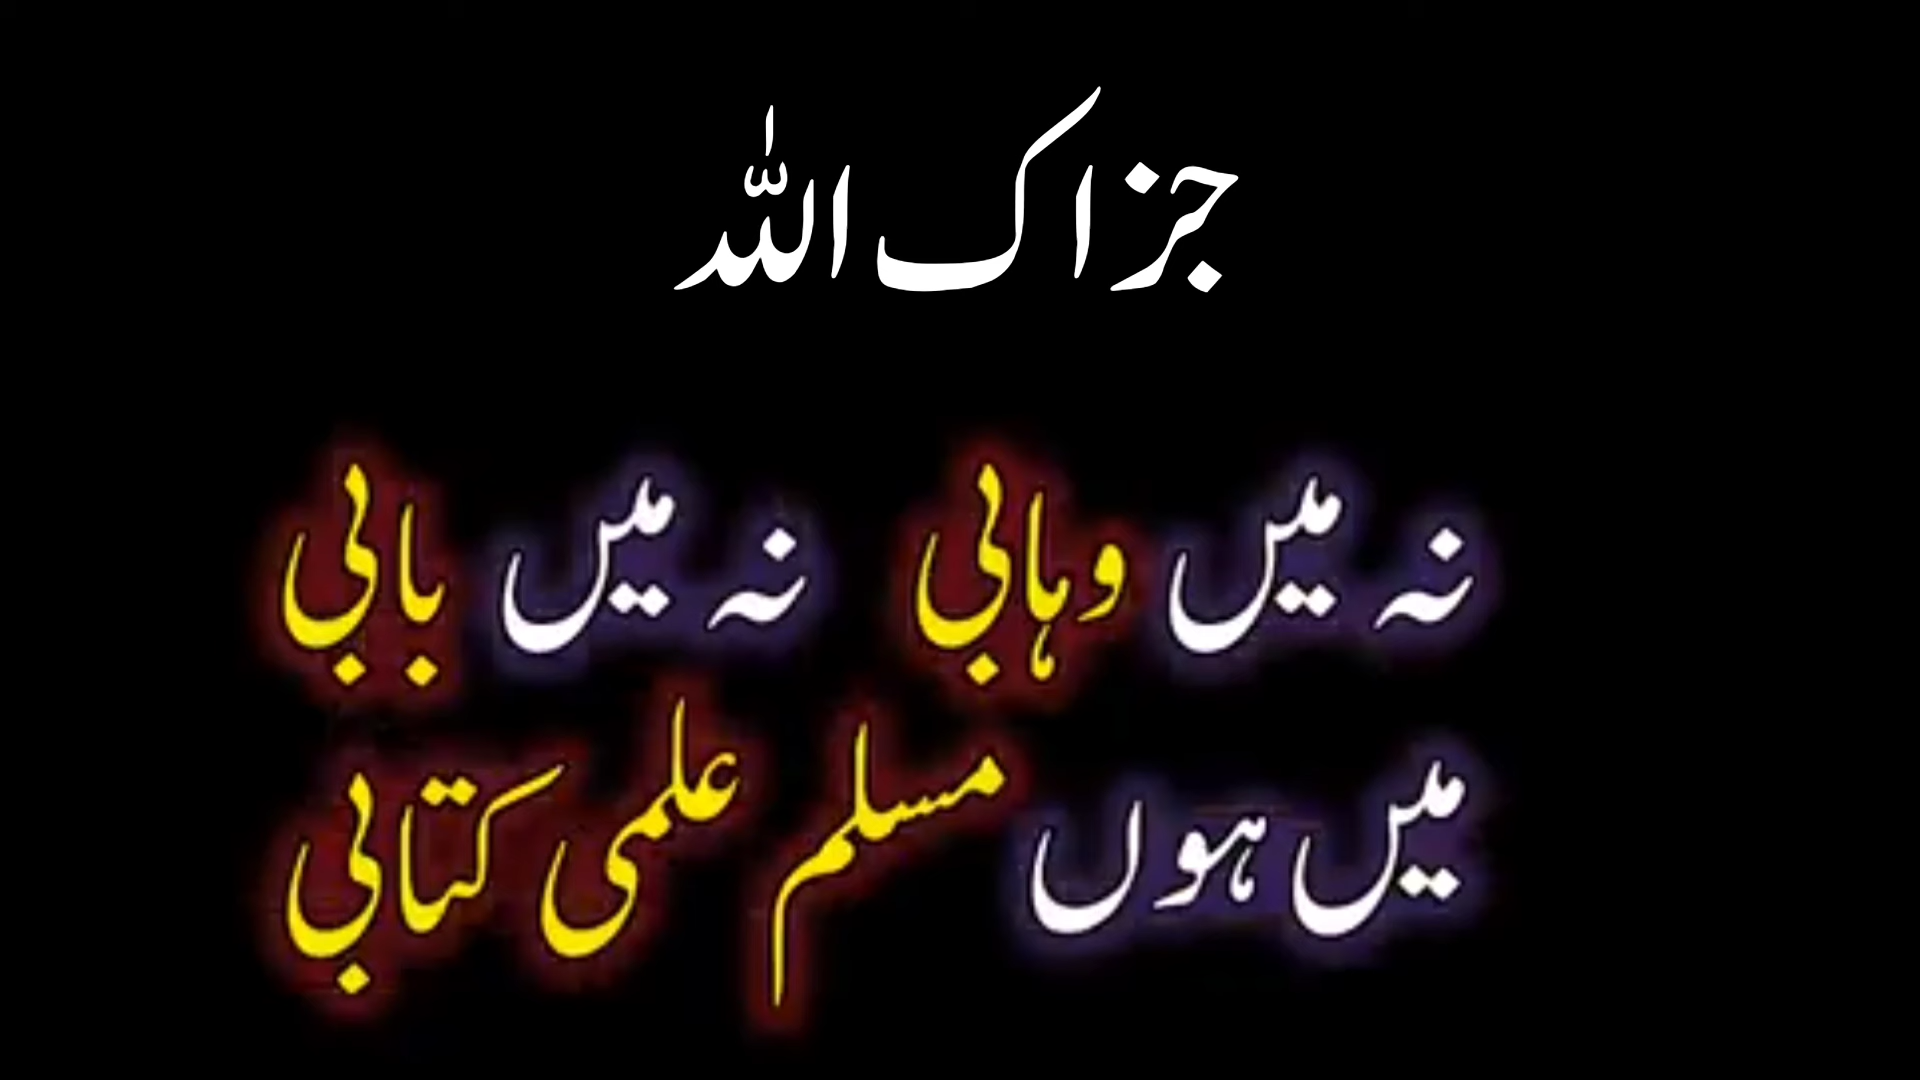 جزاک اللہ
نہ میں وہابی نہ میں بابی
میں ہوں مسلم علمی کتابی